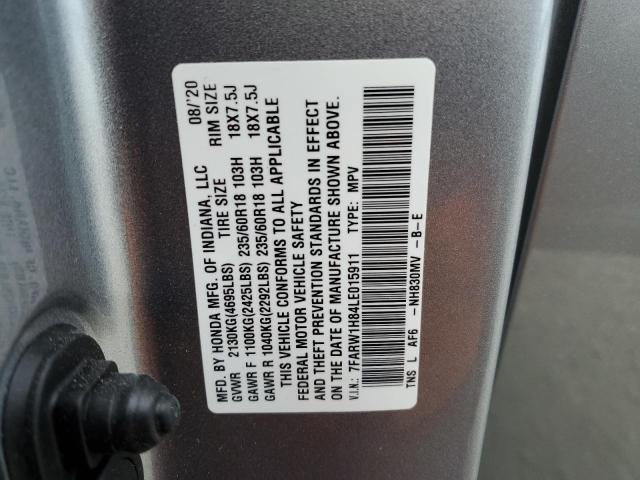 MFD. BY HONDA MFG. OF INDIANA, LLC 08/'20
GVWR 2130KG(4695LBS) TIRE SIZE RIM SIZE
GAWR F 1100KG(2425LBS) 235/60R18 103H 18X7.5J
GAWR R 1040KG(2292LBS) 235/60R18 103H 18X7.5J
THIS VEHICLE CONFORMS TO ALL APPLICABLE
FEDERAL MOTOR VEHICLE SAFETY
AND THEFT PREVENTION STANDARDS IN EFFECT
ON THE DATE OF MANUFACTURE SHOWN ABOVE.
V.I.N.: 7FARW1H84LE015911 TYPE: MPV
TNS L AF6 -NH830MV -B-E